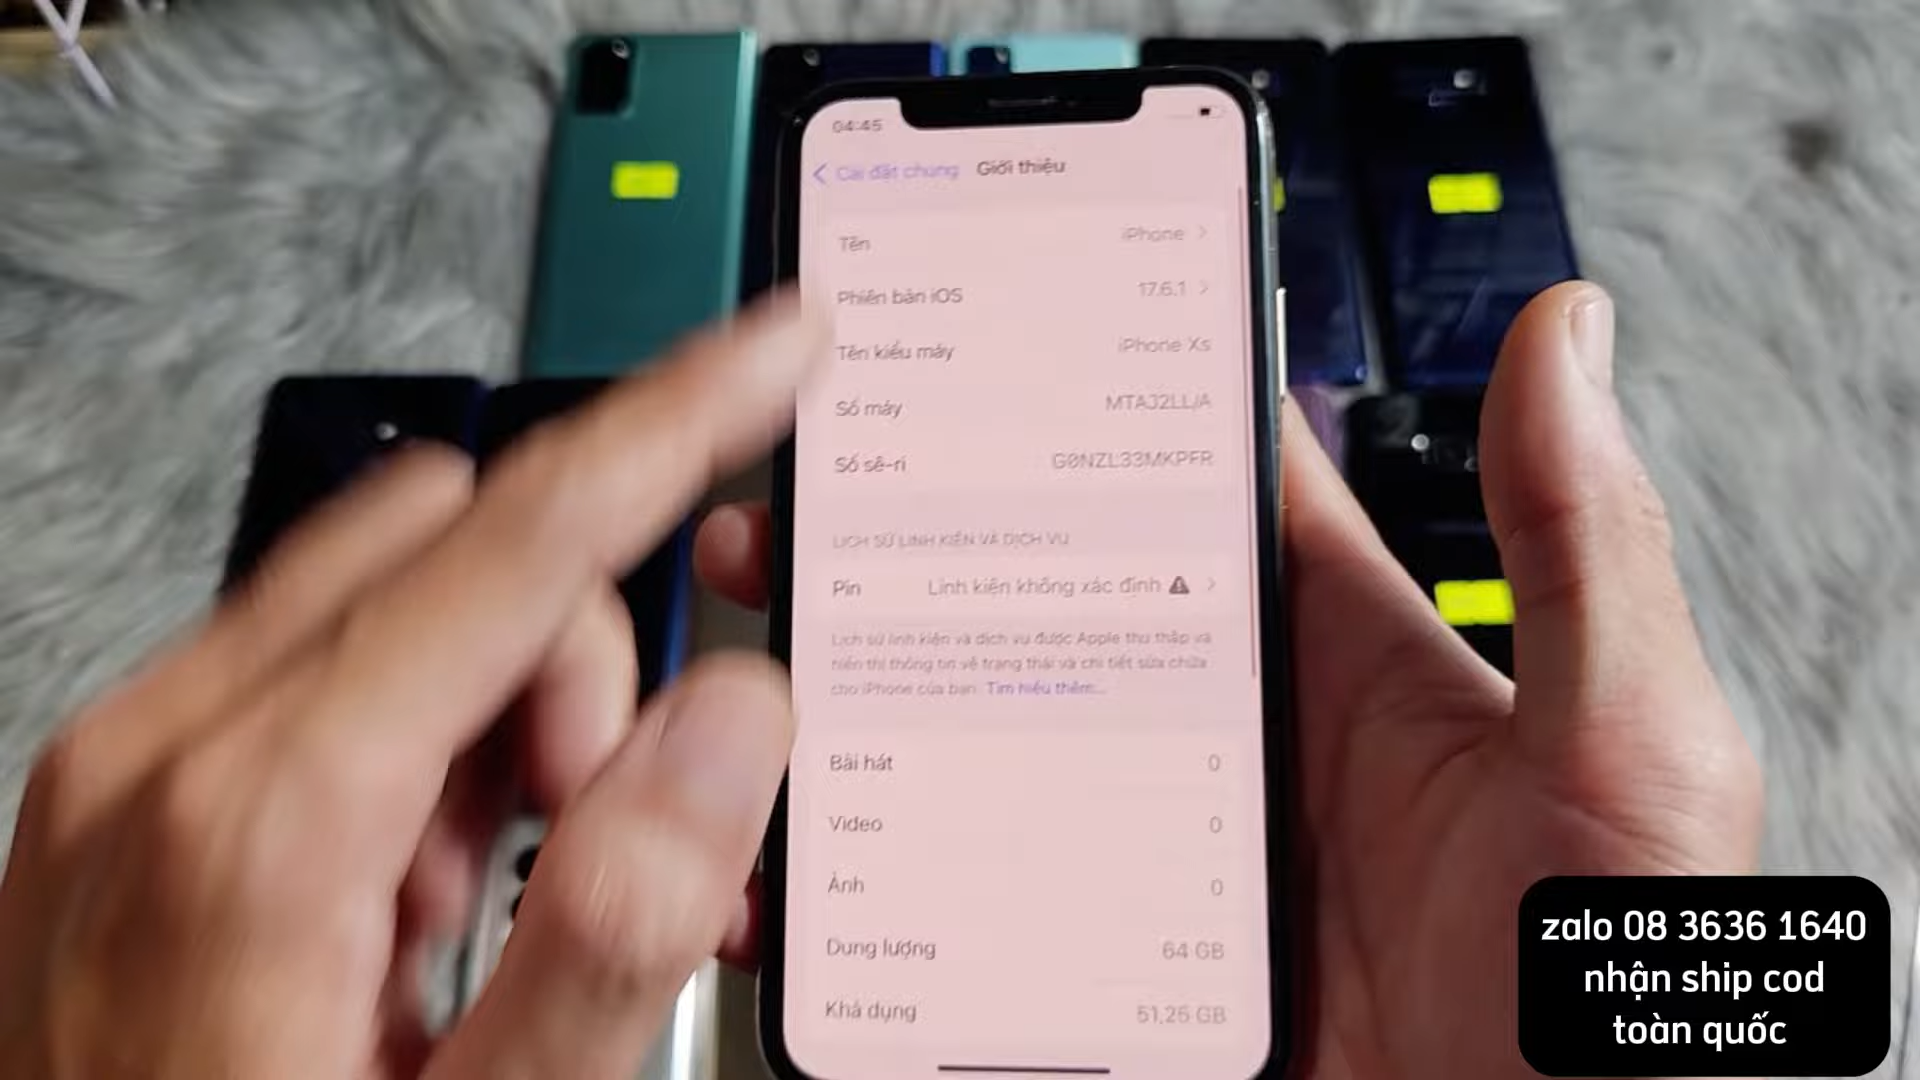 04:45
Cài đặt chung Giới thiệu
Tên iPhone
Phiên bản iOS 17.6.1
Tên kiểu máy iPhone Xs
Số máy MTAJ2LL/A
Số sê-ri G0NZL33MKPFR
LỊCH SỬ LINH KIỆN VÀ DỊCH VỤ
Pin Linh kiện không xác định
Lịch sử linh kiện và dịch vụ được Apple thu thập và
hiển thị thông tin về trạng thái và chi tiết sửa chữa
cho iPhone của bạn. Tìm hiểu thêm...
Bài hát 0
Video 0
Ảnh 0
Dung lượng 64 GB
Khả dụng 51,25 GB
zalo 08 3636 1640
nhận ship cod
toàn quốc